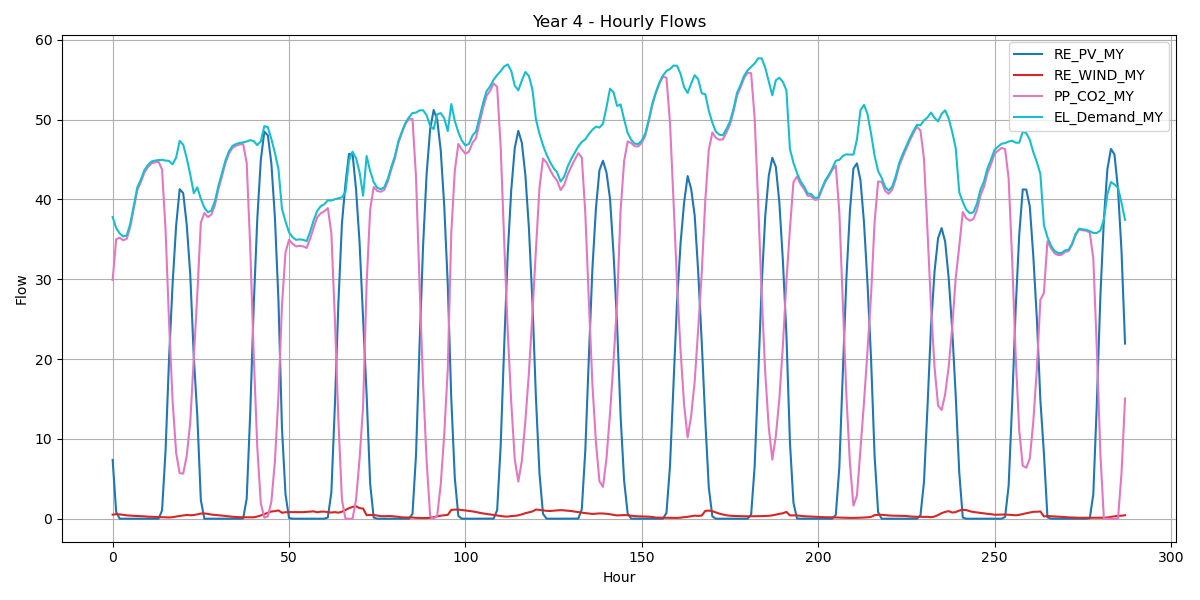 Year 4 - Hourly Flows
RE_PV_MY
RE_WIND_MY
PP_CO2_MY
EL_Demand_MY
60
50
40
30
20
10
0
Flow
0 50 100 150 200 250 300
Hour